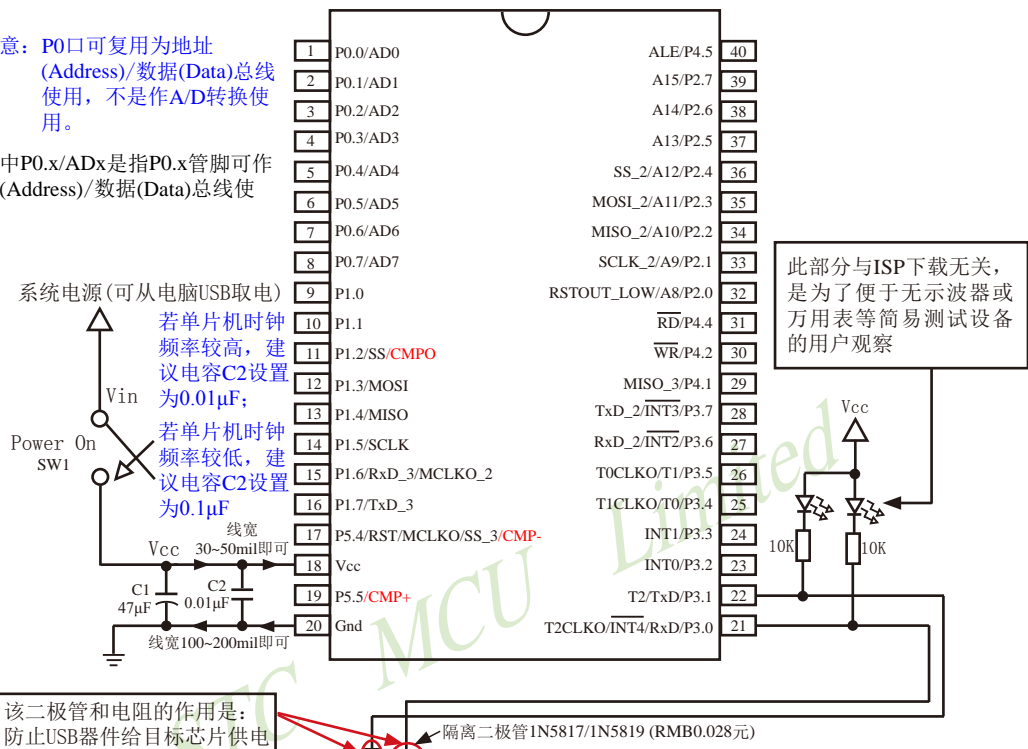 意：P0口可复用为地址
(Address)/数据(Data)总线
使用，不是作A/D转换使
用。
中P0.x/ADx是指P0.x管脚可作
(Address)/数据(Data)总线使
系统电源(可从电脑USB取电)
若单片机时钟
频率较高，建
议电容C2设置
为0.01μF；
若单片机时钟
频率较低，建
议电容C2设置
为0.1μF
Vin
Power On
SW1
Vcc
线宽
30~50mil即可
C1
47μF
C2
0.01μF
线宽100~200mil即可
1 P0.0/AD0
2 P0.1/AD1
3 P0.2/AD2
4 P0.3/AD3
5 P0.4/AD4
6 P0.5/AD5
7 P0.6/AD6
8 P0.7/AD7
9 P1.0
10 P1.1
11 P1.2/SS/CMPO
12 P1.3/MOSI
13 P1.4/MISO
14 P1.5/SCLK
15 P1.6/RxD_3/MCLKO_2
16 P1.7/TxD_3
17 P5.4/RST/MCLKO/SS_3/CMP-
18 Vcc
19 P5.5/CMP+
20 Gnd
ALE/P4.5 40
A15/P2.7 39
A14/P2.6 38
A13/P2.5 37
SS_2/A12/P2.4 36
MOSI_2/A11/P2.3 35
MISO_2/A10/P2.2 34
SCLK_2/A9/P2.1 33
RSTOUT_LOW/A8/P2.0 32
RD/P4.4 31
WR/P4.2 30
MISO_3/P4.1 29
TxD_2/INT3/P3.7 28
RxD_2/INT2/P3.6 27
T0CLKO/T1/P3.5 26
T1CLKO/T0/P3.4 25
INT1/P3.3 24
INT0/P3.2 23
T2/TxD/P3.1 22
T2CLKO/INT4/RxD/P3.0 21
此部分与ISP下载无关，
是为了便于无示波器或
万用表等简易测试设备
的用户观察
Vcc
10K
10K
STC MCU Limited
该二极管和电阻的作用是：
防止USB器件给目标芯片供电
隔离二极管1N5817/1N5819 (RMB0.028元)